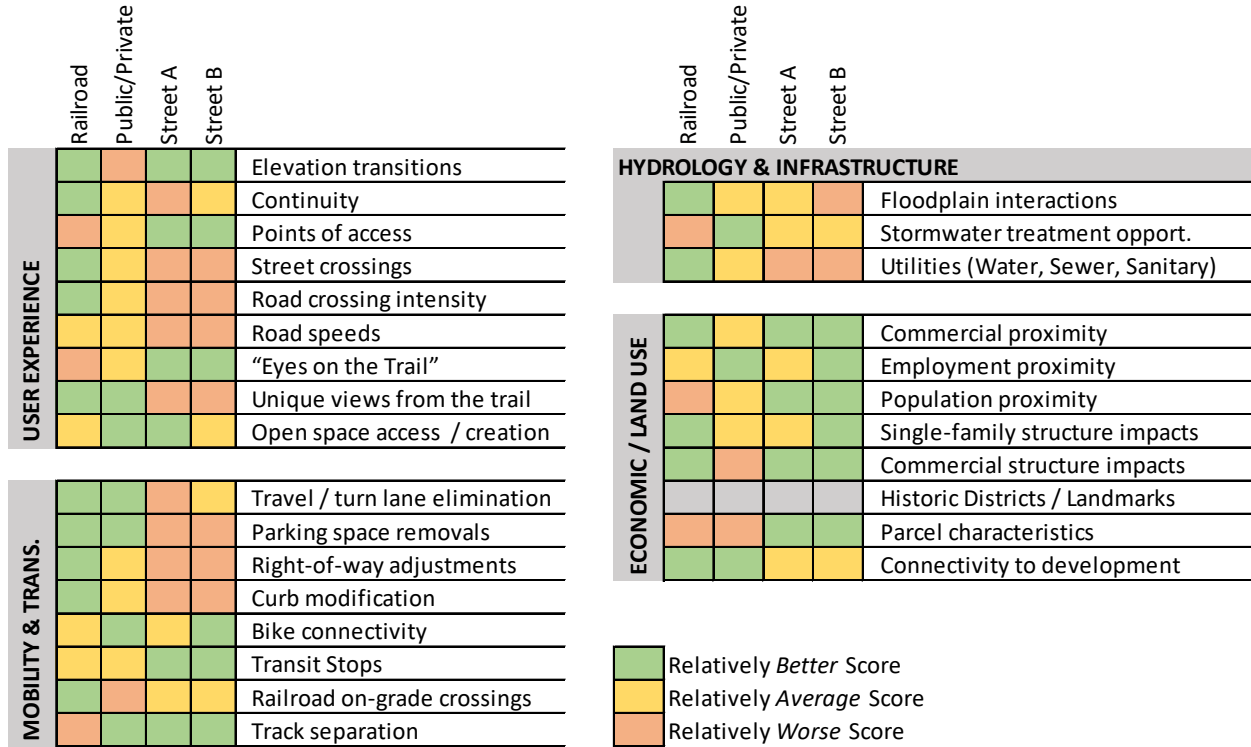 Railroad
Public/Private
Street A
Street B
USER EXPERIENCE
Elevation transitions
Continuity
Points of access
Street crossings
Road crossing intensity
Road speeds
“Eyes on the Trail”
Unique views from the trail
Open space access / creation
MOBILITY & TRANS.
Travel / turn lane elimination
Parking space removals
Right-of-way adjustments
Curb modification
Bike connectivity
Transit Stops
Railroad on-grade crossings
Track separation
Railroad
Public/Private
Street A
Street B
HYDROLOGY & INFRASTRUCTURE
Floodplain interactions
Stormwater treatment opport.
Utilities (Water, Sewer, Sanitary)
ECONOMIC / LAND USE
Commercial proximity
Employment proximity
Population proximity
Single-family structure impacts
Commercial structure impacts
Historic Districts / Landmarks
Parcel characteristics
Connectivity to development
Relatively Better Score
Relatively Average Score
Relatively Worse Score